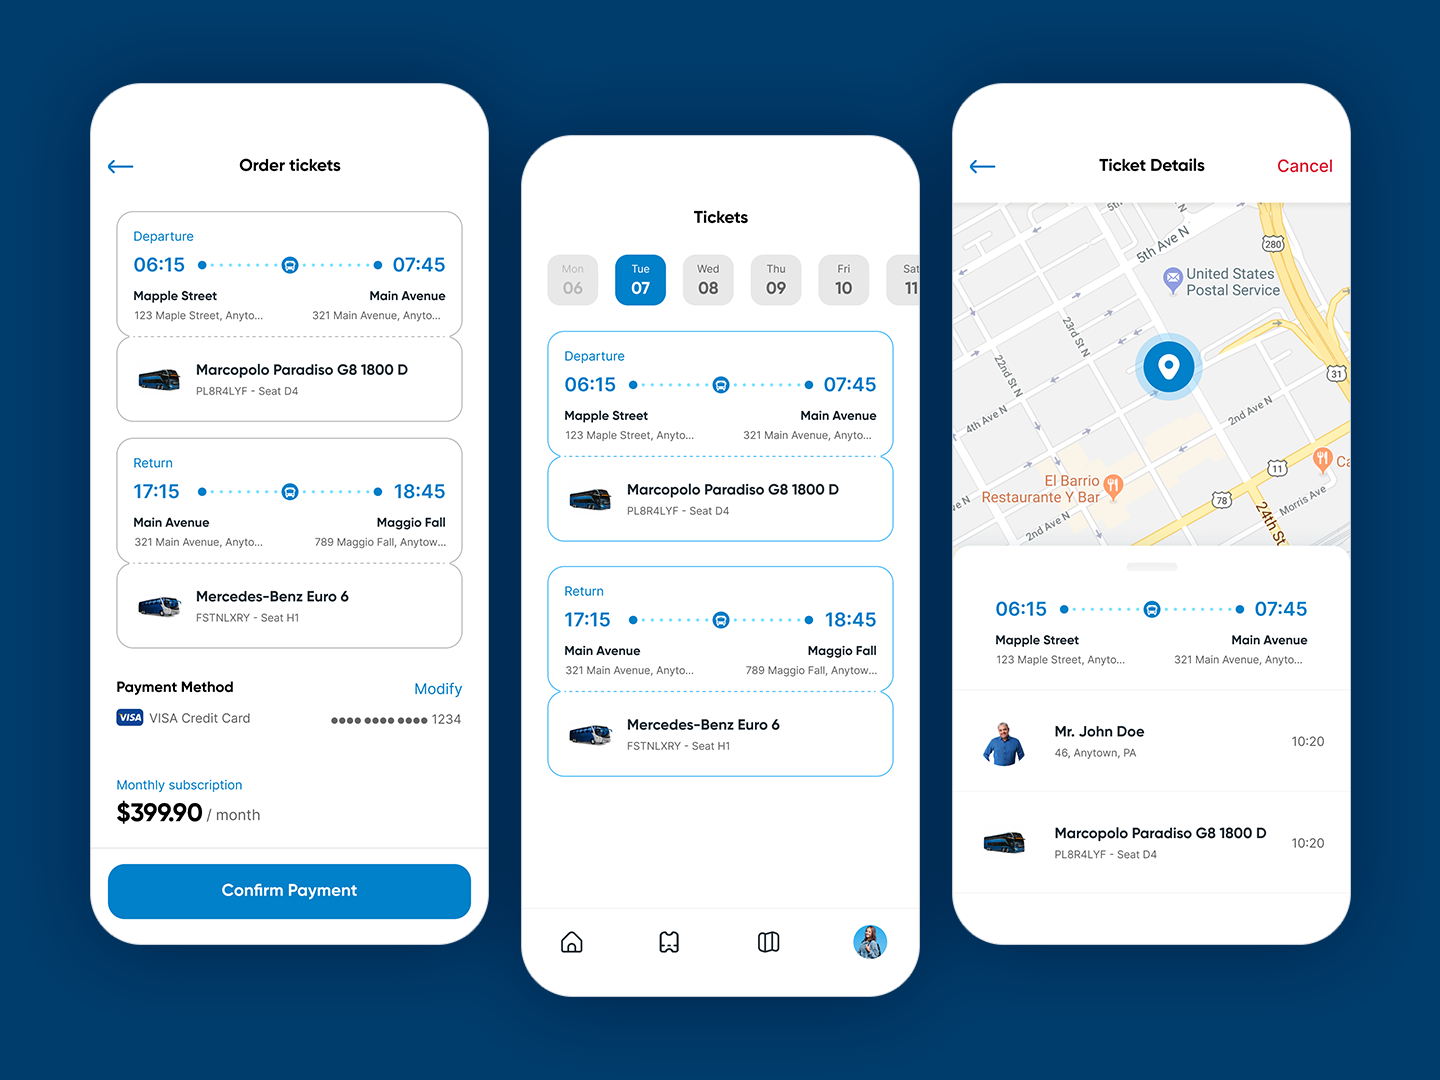 Order tickets
Departure
06:15 07:45
Mapple Street Main Avenue
123 Maple Street, Anyto... 321 Main Avenue, Anyto...
Marcopolo Paradiso G8 1800 D
PL8R4LYF - Seat D4
Return
17:15 18:45
Main Avenue Maggio Fall
321 Main Avenue, Anyto... 789 Maggio Fall, Anytow...
Mercedes-Benz Euro 6
FSTNLXRY - Seat H1
Payment Method Modify
VISA VISA Credit Card •••• •••• •••• 1234
Monthly subscription
$399.90 / month
Confirm Payment
Tickets
Mon Tue Wed Thu Fri Sat
06 07 08 09 10 11
Departure
06:15 07:45
Mapple Street Main Avenue
123 Maple Street, Anyto... 321 Main Avenue, Anyto...
Marcopolo Paradiso G8 1800 D
PL8R4LYF - Seat D4
Return
17:15 18:45
Main Avenue Maggio Fall
321 Main Avenue, Anyto... 789 Maggio Fall, Anytow...
Mercedes-Benz Euro 6
FSTNLXRY - Seat H1
Ticket Details Cancel
5th
5th Ave N
280
United States
Postal Service
23rd St N
22nd St N
31
4th Ave N
2nd Ave N
El Barrio
Restaurante Y Bar
11
Ca
78
Morris Ave
ve N
2nd Ave N
24th St
06:15 07:45
Mapple Street Main Avenue
123 Maple Street, Anyto... 321 Main Avenue, Anyto...
Mr. John Doe 10:20
46, Anytown, PA
Marcopolo Paradiso G8 1800 D 10:20
PL8R4LYF - Seat D4